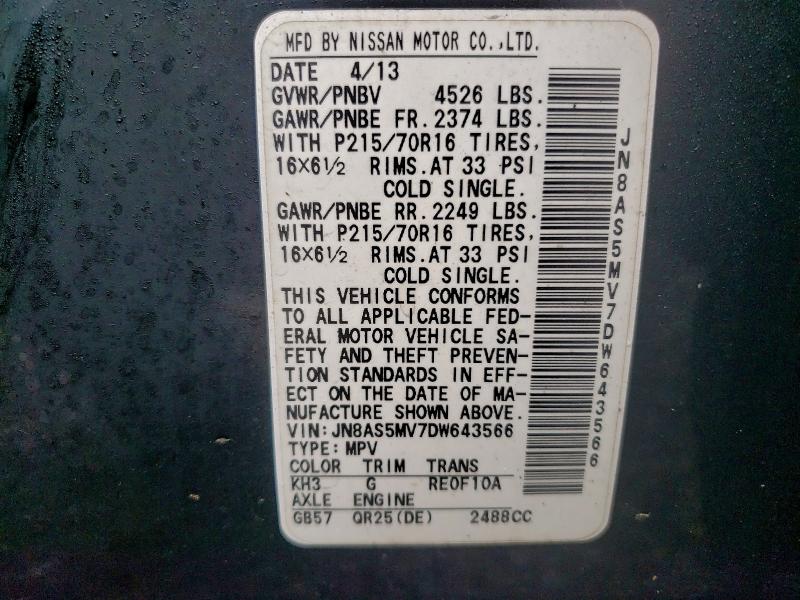 MFD BY NISSAN MOTOR CO.,LTD.
DATE 4/13
GVWR/PNBV 4526 LBS.
GAWR/PNBE FR.2374 LBS.
WITH P215/70R16 TIRES,
16X6½ RIMS.AT 33 PSI
COLD SINGLE.
GAWR/PNBE RR.2249 LBS.
WITH P215/70R16 TIRES,
16X6½ RIMS.AT 33 PSI
COLD SINGLE.
THIS VEHICLE CONFORMS
TO ALL APPLICABLE FED-
ERAL MOTOR VEHICLE SA-
FETY AND THEFT PREVEN-
TION STANDARDS IN EFF-
ECT ON THE DATE OF MA-
NUFACTURE SHOWN ABOVE.
VIN:JN8AS5MV7DW643566
TYPE:MPV
COLOR TRIM TRANS
KH3 G RE0F10A
AXLE ENGINE
GB57 QR25(DE) 2488CC
JN8AS5MV7DW643566